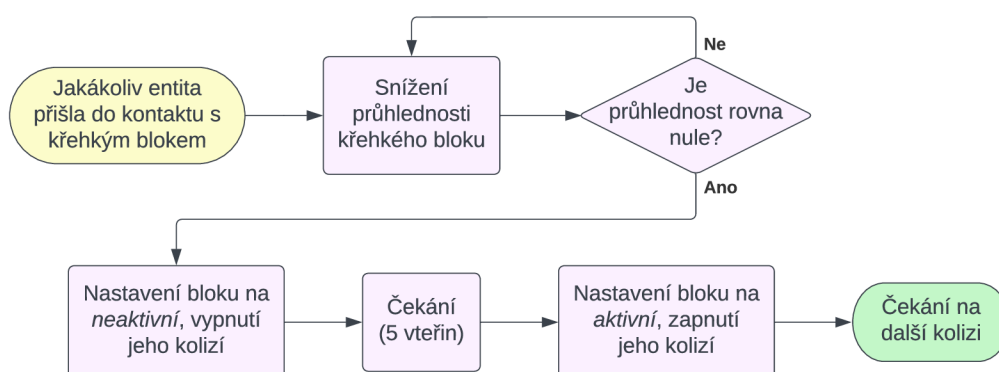 Jakákoliv entita
přišla do kontaktu s
křehkým blokem
Snížení
průhlednosti
křehkého bloku
Je
průhlednost rovna
nule?
Ne
Ano
Nastavení bloku na
neaktivní, vypnutí
jeho kolizí
Čekání
(5 vteřin)
Nastavení bloku na
aktivní, zapnutí
jeho kolizí
Čekání na
další kolizi